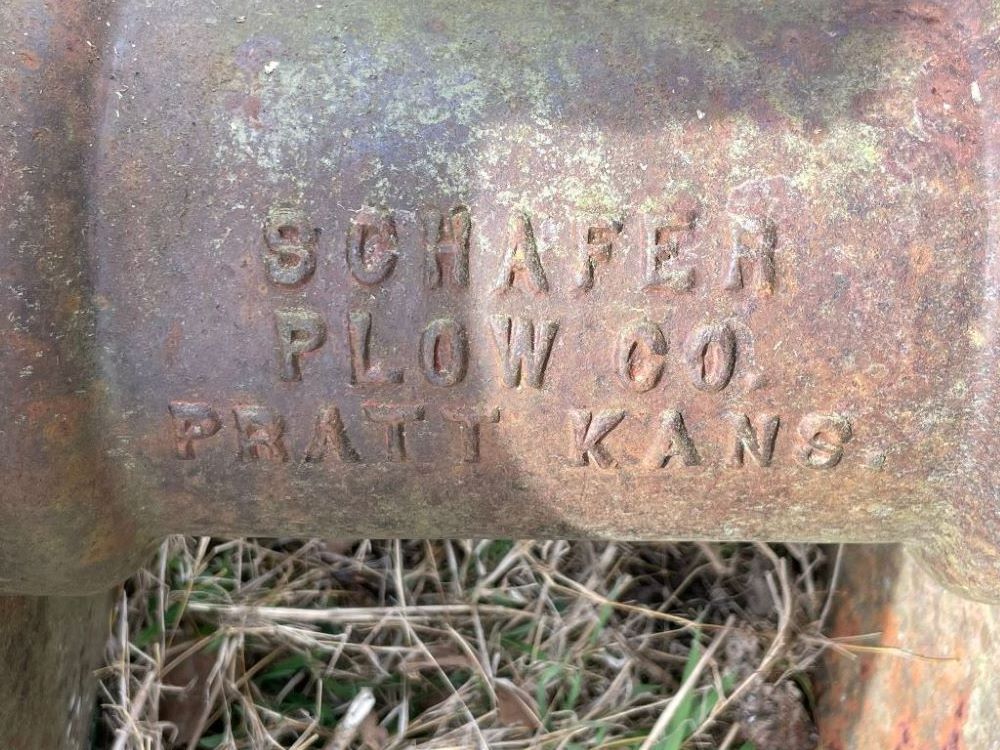 SCHAFER
PLOW CO.
PRATT KANS.